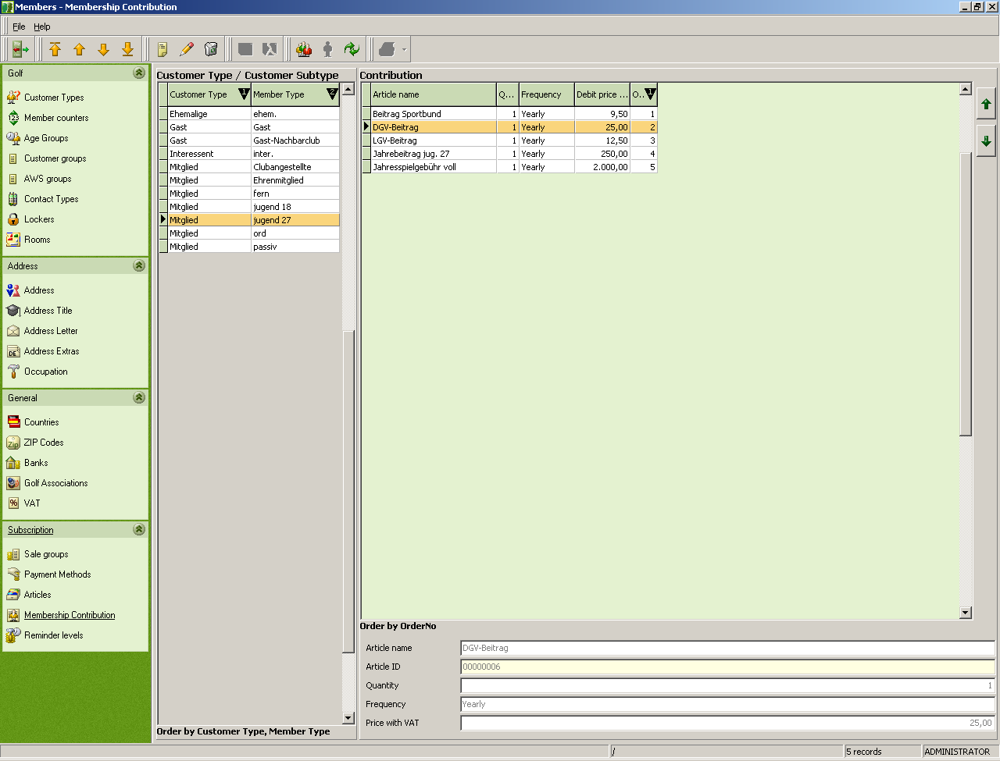 Members - Membership Contribution
File Help
Golf
Customer Types
Member counters
Age Groups
Customer groups
AWS groups
Contact Types
Lockers
Rooms
Address
Address
Address Title
Address Letter
Address Extras
Occupation
General
Countries
ZIP Codes
Banks
Golf Associations
VAT
Subscription
Sale groups
Payment Methods
Articles
Membership Contribution
Reminder levels
Customer Type / Customer Subtype
Customer Type 1 Member Type 2
Ehemalige ehem.
Gast Gast
Gast Gast-Nachbarclub
Interessent inter.
Mitglied Clubangestellte
Mitglied Ehrenmitglied
Mitglied fern
Mitglied jugend 18
Mitglied jugend 27
Mitglied ord
Mitglied passiv
Order by Customer Type, Member Type
Contribution
Article name Q... Frequency Debit price ... O.. 1
Beitrag Sportbund 1 Yearly 9,50 1
DGV-Beitrag 1 Yearly 25,00 2
LGV-Beitrag 1 Yearly 12,50 3
Jahrebeitrag jug. 27 1 Yearly 250,00 4
Jahresspielgebühr voll 1 Yearly 2.000,00 5
Order by OrderNo
Article name DGV-Beitrag
Article ID 00000006
Quantity 1
Frequency Yearly
Price with VAT 25,00
/ 5 records ADMINISTRATOR